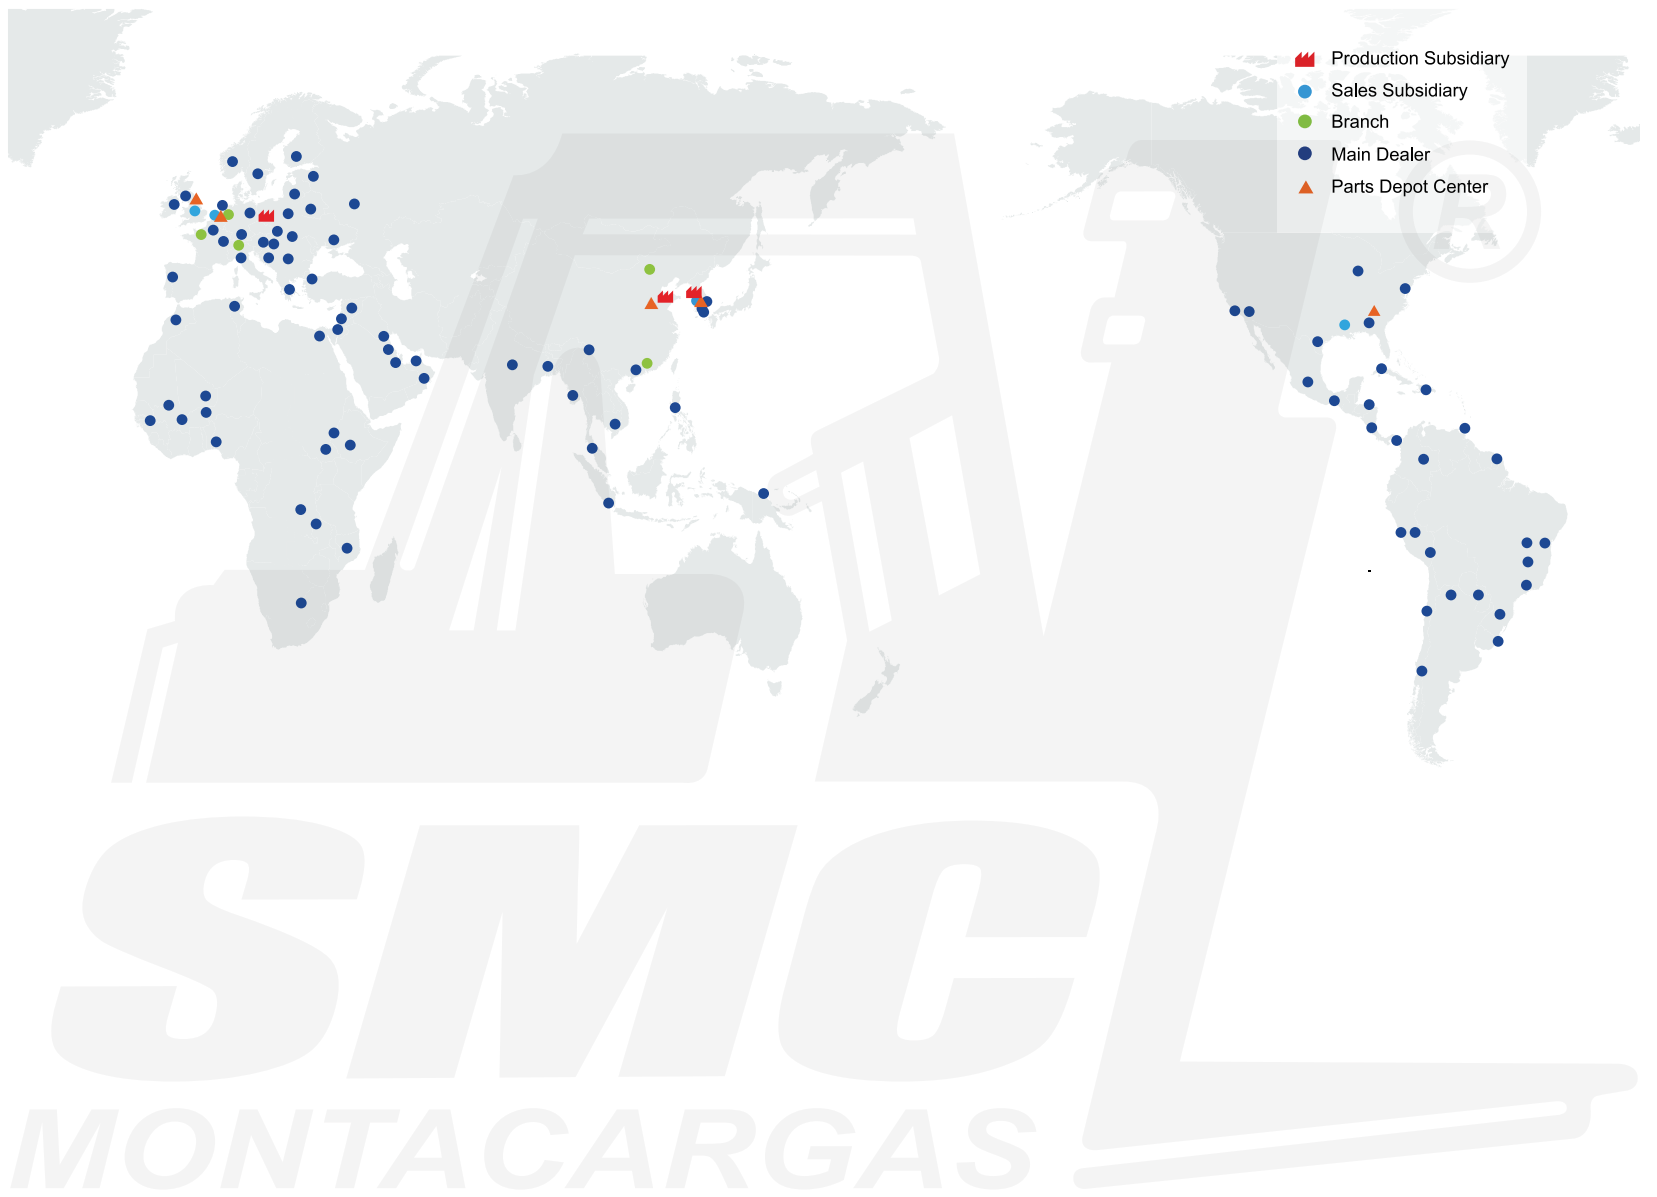 Production Subsidiary
Sales Subsidiary
Branch
Main Dealer
Parts Depot Center
®
SMC
MONTACARGAS